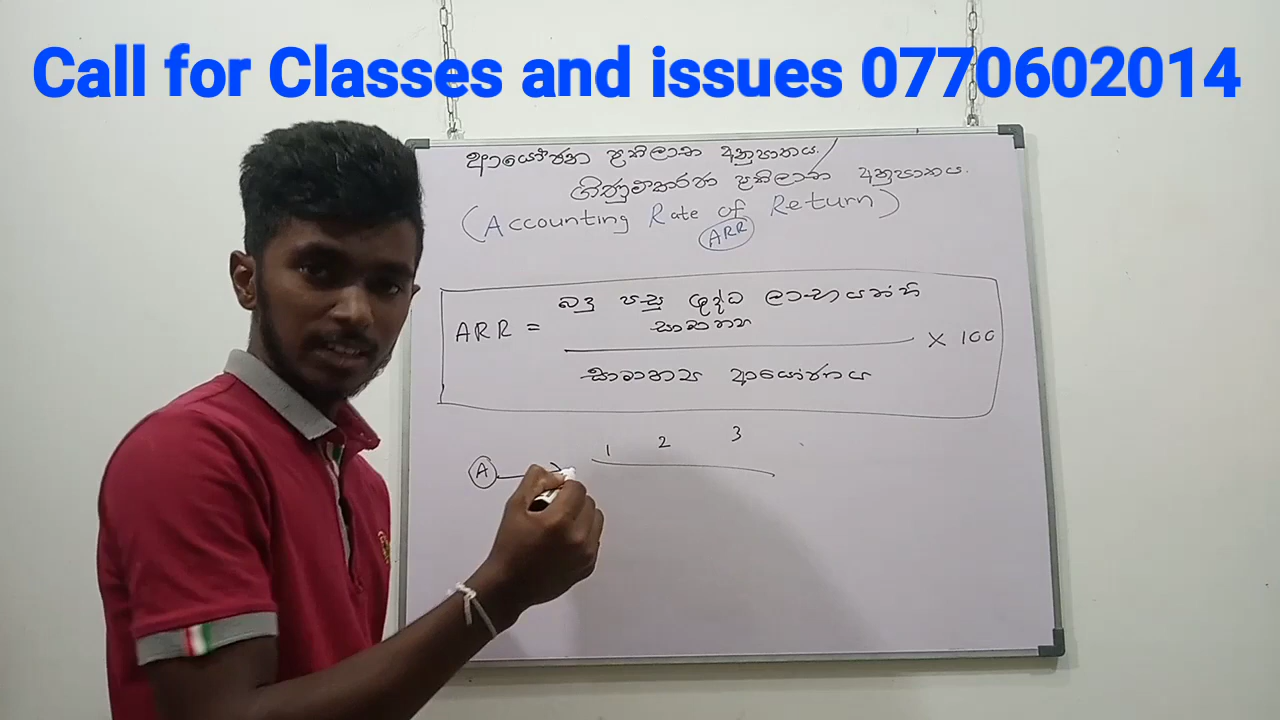 Call for Classes and issues 0770602014
ආයෝජන ප්‍රතිලාභ අනුපාතය /
ගිණුම්කරණ ප්‍රතිලාභ අනුපාතය.
(Accounting Rate of Return)
ARR
බදු පසු ශුද්ධ ලාභයන්හි
සාමාන්‍ය
ARR = × 100
සාමාන්‍ය ආයෝජනය
1 2 3
A